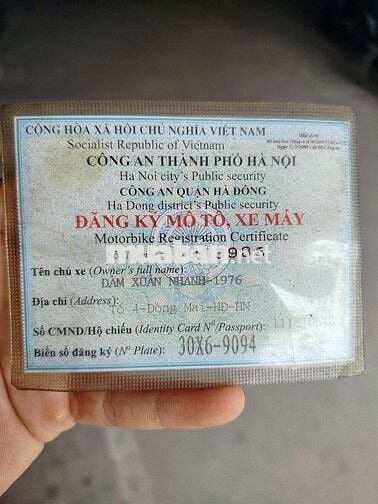 CỘNG HÒA XÃ HỘI CHỦ NGHĨA VIỆT NAM
Socialist Republic of Vietnam
CÔNG AN THÀNH PHỐ HÀ NỘI
Ha Noi city's Public security
CÔNG AN QUẬN HÀ ĐÔNG
Ha Dong district's Public security
ĐĂNG KÝ MÔ TÔ, XE MÁY
Motorbike Registration Certificate
Tên chủ xe (Owner's full name):
ĐÀM XUÂN NHANH-1976
Địa chỉ (Address):
Tổ 4-Đồng Mai-HĐ-HN
Số CMND/Hộ chiếu (Identity Card Nº/Passport):
Biển số đăng ký (Nº Plate): 30X6-9094